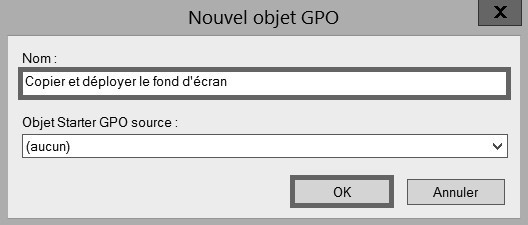 Nouvel objet GPO
X
Nom :
Copier et déployer le fond d'écran
Objet Starter GPO source :
(aucun)
OK
Annuler